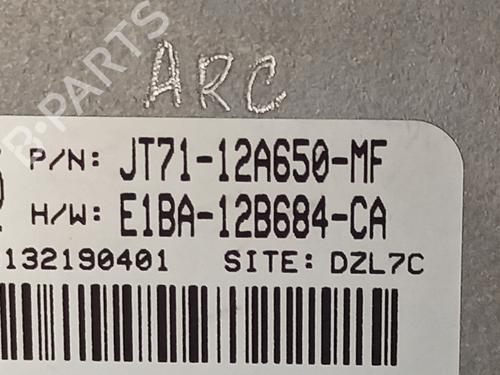 B-PARTS
ARC
P/N: JT71-12A650-MF
H/W: E1BA-12B684-CA
132190401 SITE: DZL7C